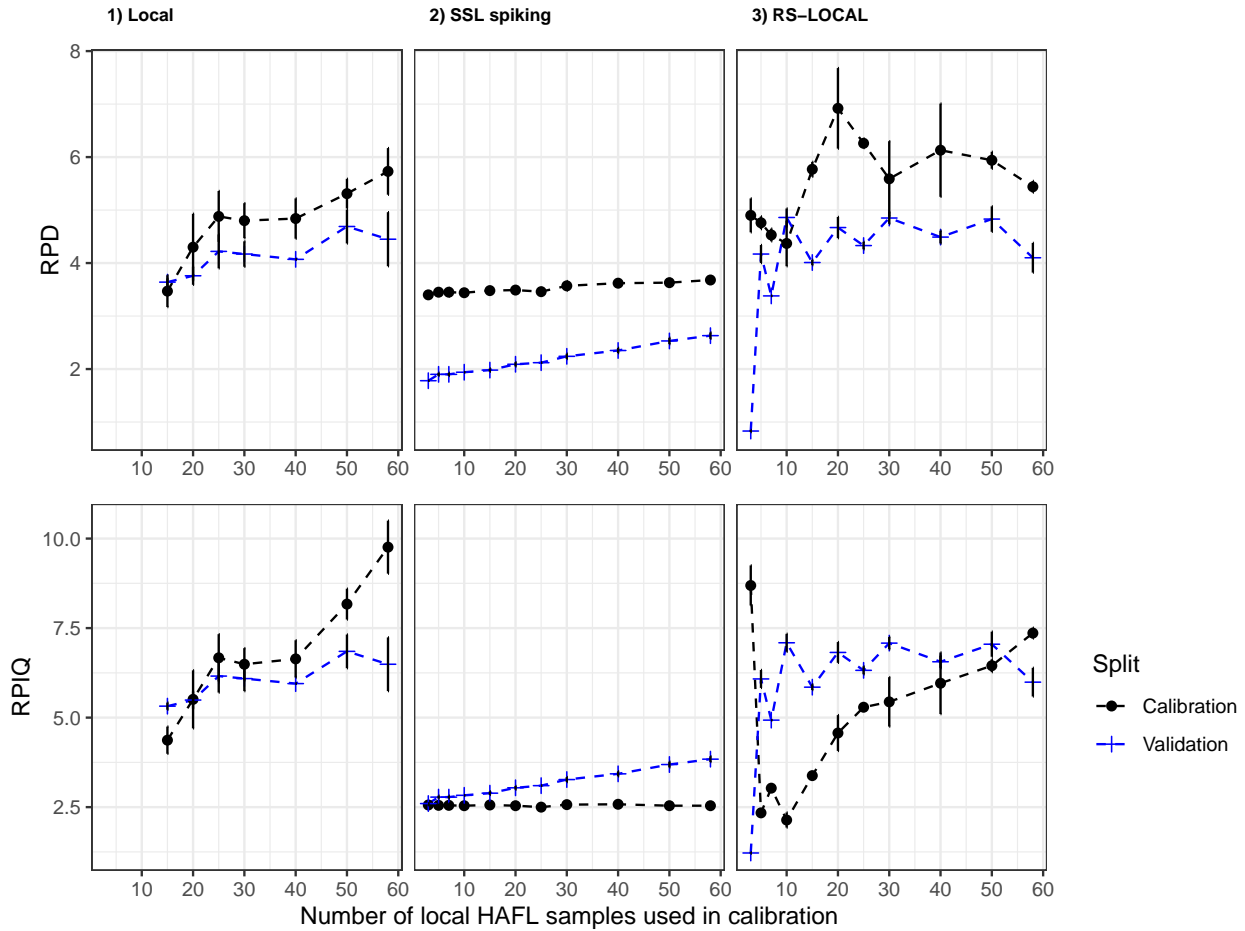 1) Local 2) SSL spiking 3) RS–LOCAL
8
6
4
2
RPD
10 20 30 40 50 60 10 20 30 40 50 60 10 20 30 40 50 60
10.0
7.5
5.0
2.5
RPIQ
10 20 30 40 50 60 10 20 30 40 50 60 10 20 30 40 50 60
Number of local HAFL samples used in calibration
Split
Calibration
Validation